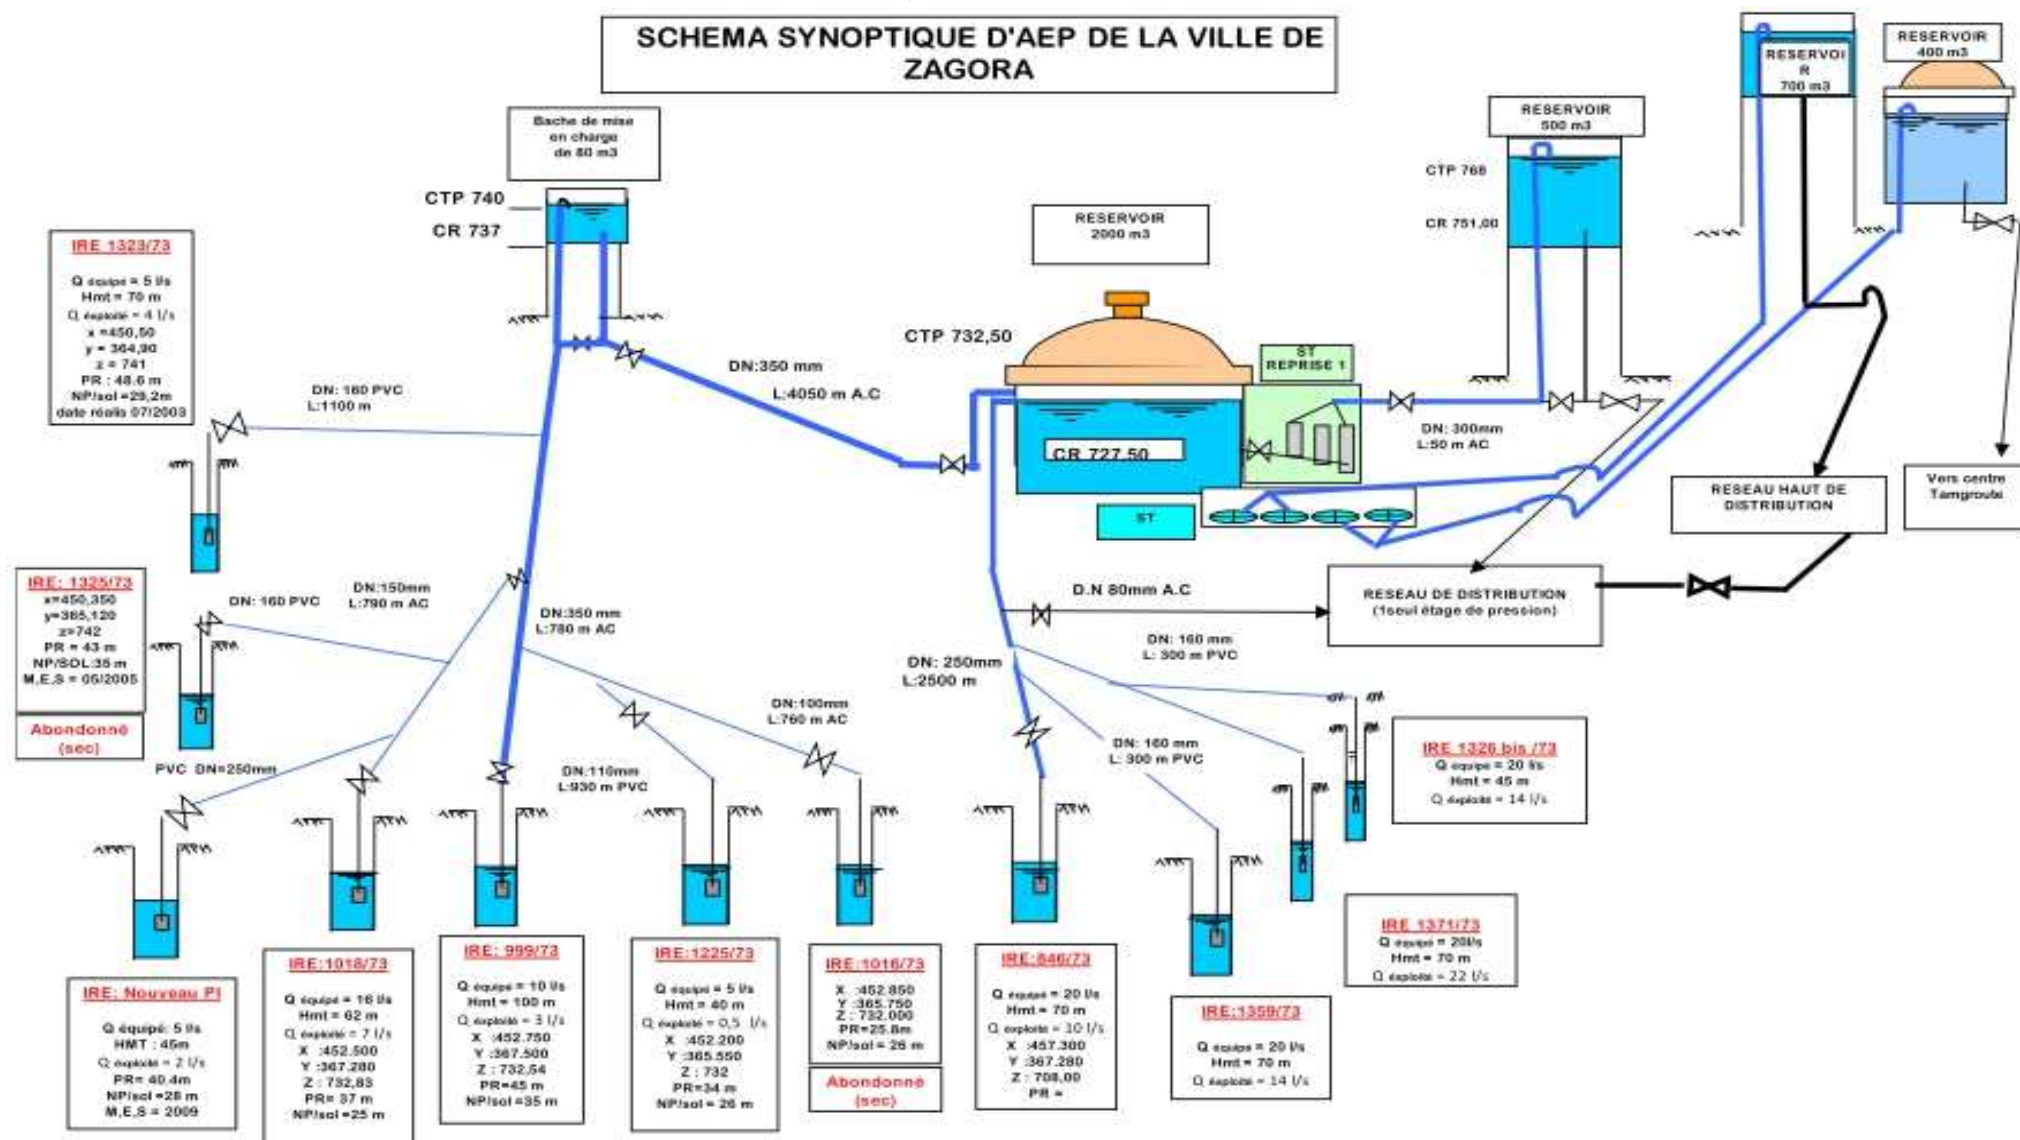 SCHEMA SYNOPTIQUE D'AEP DE LA VILLE DE
ZAGORA
Bache de mise
en charge
de 80 m3
CTP 740
CR 737
RESERVOIR
2000 m3
CTP 732,50
CR 727,50
ST
REPRISE 1
ST
RESERVOIR
500 m3
CTP 768
CR 751,00
RESERVOI
R
700 m3
RESERVOIR
400 m3
DN:350 mm
L:4050 m A.C
DN: 300mm
L:50 m AC
RESEAU HAUT DE
DISTRIBUTION
Vers centre
Tamgroute
RESEAU DE DISTRIBUTION
(1seul étage de pression)
D.N 80mm A.C
DN: 160 mm
L: 300 m PVC
DN: 250mm
L:2500 m
DN: 160 mm
L: 300 m PVC
DN: 160 PVC
L:1100 m
DN: 160 PVC
DN:150mm
L:790 m AC
DN:350 mm
L:780 m AC
DN:100mm
L:760 m AC
DN:110mm
L:930 m PVC
PVC DN=250mm
IRE 1323/73
Q équipé = 5 l/s
Hmt = 70 m
Q exploité = 4 l/s
x =450,50
y = 364,90
z = 741
PR : 48.6 m
NP/sol =29,2m
date réalis 07/2003
IRE: 1325/73
x=450,350
y=365,120
z=742
PR = 43 m
NP/SOL:35 m
M,E,S = 05/2005
Abondonné
(sec)
IRE: Nouveau PI
Q équipé: 5 l/s
HMT : 45m
Q exploité = 2 l/s
PR= 40,4m
NP/sol =28 m
M,E,S = 2009
IRE:1018/73
Q équipé = 16 l/s
Hmt = 62 m
Q exploité = 7 l/s
X :452.500
Y :367.280
Z : 732,83
PR= 37 m
NP/sol =25 m
IRE: 999/73
Q équipé = 10 l/s
Hmt = 100 m
Q exploité = 3 l/s
X :452.750
Y :367.500
Z : 732,54
PR=45 m
NP/sol =35 m
IRE:1225/73
Q équipé = 5 l/s
Hmt = 40 m
Q exploité = 0,5 l/s
X :452.200
Y :365.550
Z : 732
PR=34 m
NP/sol = 26 m
IRE:1016/73
X :452.850
Y :365.750
Z : 732.000
PR=25.8m
NP/sol = 26 m
Abondonné
(sec)
IRE:846/73
Q équipé = 20 l/s
Hmt = 70 m
Q exploité = 10 l/s
X :457.300
Y :367.280
Z : 708,00
PR =
IRE:1359/73
Q équipé = 20 l/s
Hmt = 70 m
Q exploité = 14 l/s
IRE 1371/73
Q équipé = 20l/s
Hmt = 70 m
Q exploité = 22 l/s
IRE 1326 bis /73
Q équipé = 20 l/s
Hmt = 45 m
Q exploité = 14 l/s